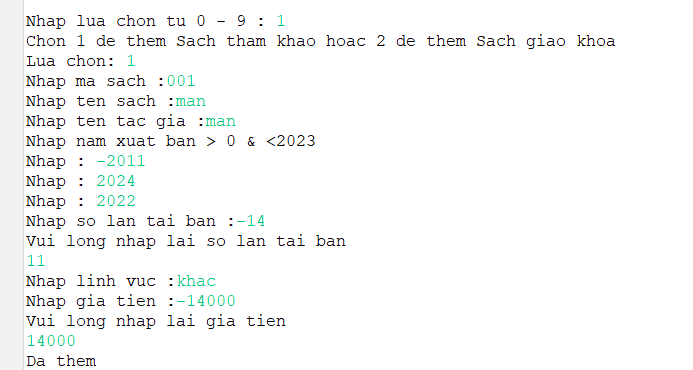 Nhap lua chon tu 0 - 9 : 1
Chon 1 de them Sach tham khao hoac 2 de them Sach giao khoa
Lua chon: 1
Nhap ma sach :001
Nhap ten sach :man
Nhap ten tac gia :man
Nhap nam xuat ban > 0 & <2023
Nhap : -2011
Nhap : 2024
Nhap : 2022
Nhap so lan tai ban :-14
Vui long nhap lai so lan tai ban
11
Nhap linh vuc :khac
Nhap gia tien :-14000
Vui long nhap lai gia tien
14000
Da them